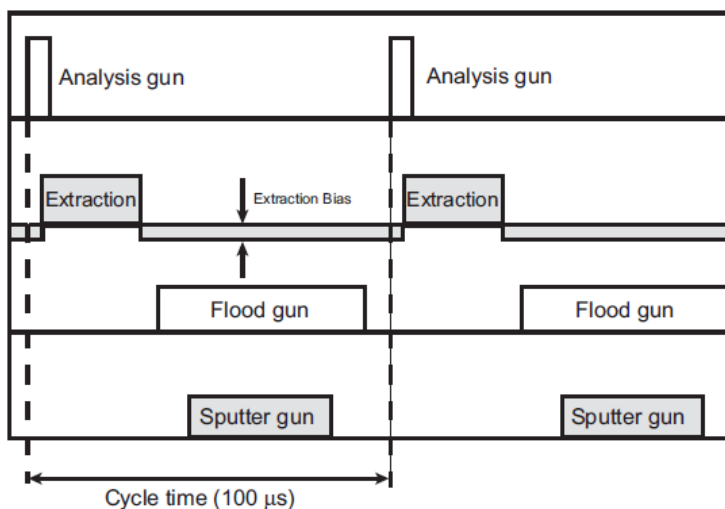 Analysis gun
Analysis gun
Extraction
Extraction Bias
Extraction
Flood gun
Flood gun
Sputter gun
Sputter gun
Cycle time (100 μs)